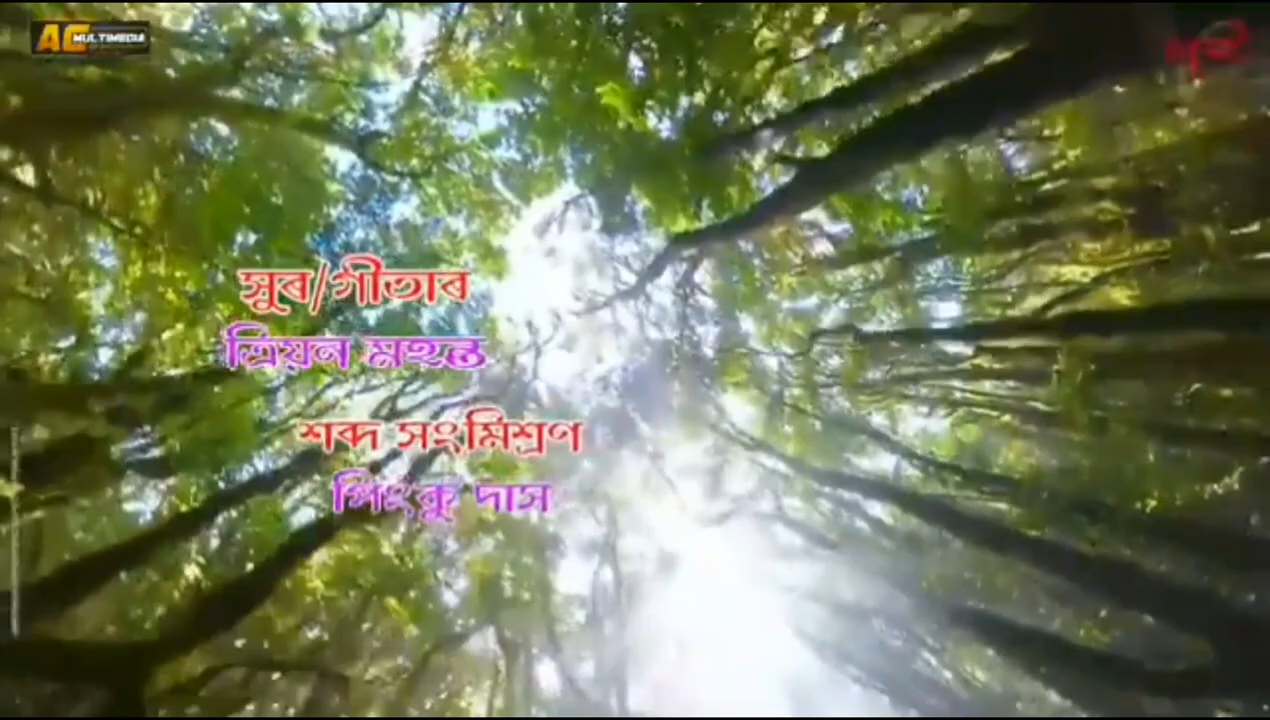 AC MULTIMEDIA
সুৰ/গীতাৰ
ত্ৰিয়ন মহন্ত
শব্দ সংমিশ্ৰণ
পিংকু দাস